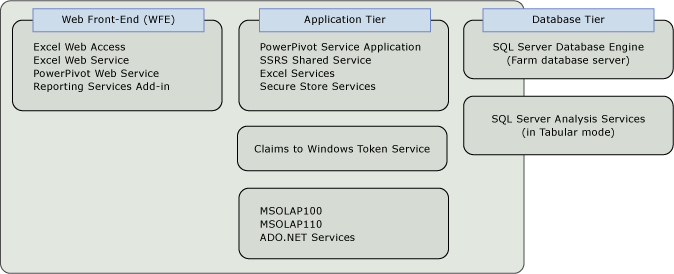 Web Front-End (WFE)
Excel Web Access
Excel Web Service
PowerPivot Web Service
Reporting Services Add-in
Application Tier
PowerPivot Service Application
SSRS Shared Service
Excel Services
Secure Store Services
Claims to Windows Token Service
MSOLAP100
MSOLAP110
ADO.NET Services
Database Tier
SQL Server Database Engine
(Farm database server)
SQL Server Analysis Services
(in Tabular mode)